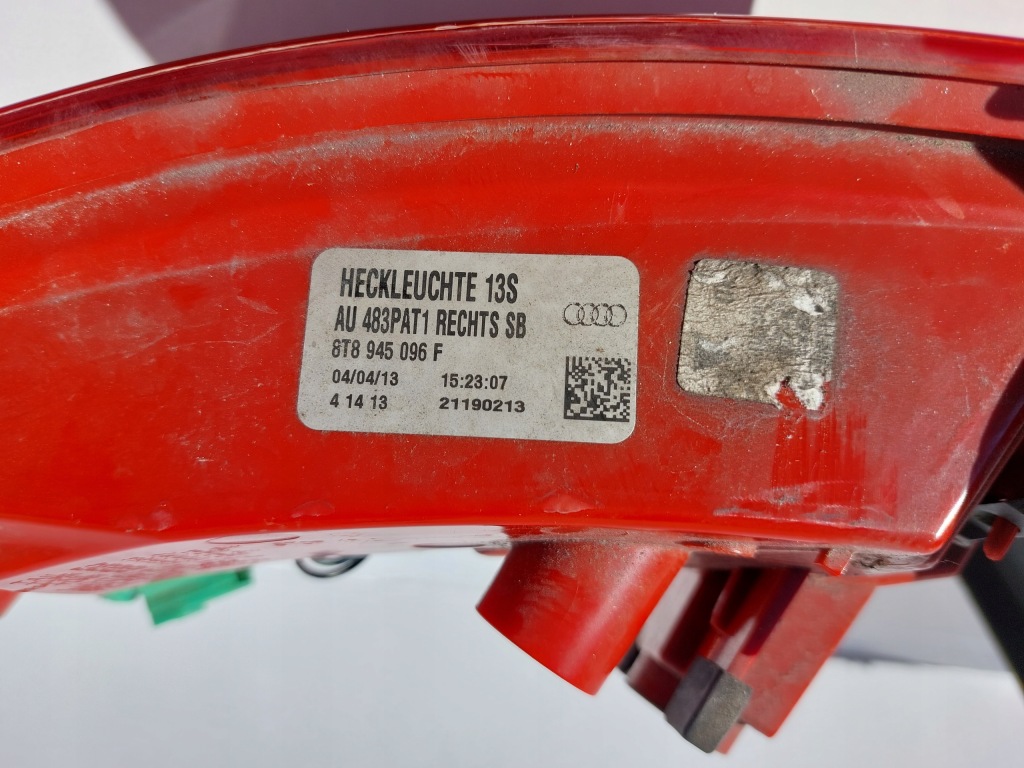 HECKLEUCHTE 13S
AU 483PAT1 RECHTS SB
8T8 945 096 F
04/04/13 15:23:07
4 14 13 21190213